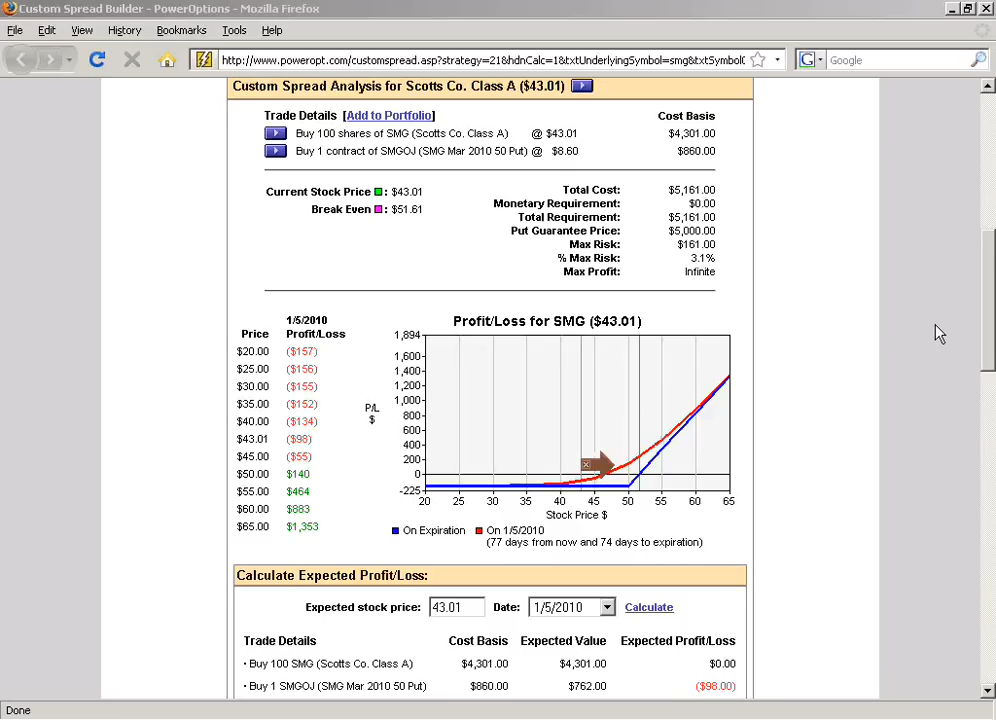 Custom Spread Builder - PowerOptions - Mozilla Firefox
File Edit View History Bookmarks Tools Help
http://www.poweropt.com/customspread.asp?strategy=21&hdnCalc=1&txtUnderlyingSymbol=smg&txtSymbol( Google
Custom Spread Analysis for Scotts Co. Class A ($43.01)
Trade Details [Add to Portfolio] Cost Basis
Buy 100 shares of SMG (Scotts Co. Class A) @ $43.01 $4,301.00
Buy 1 contract of SMGOJ (SMG Mar 2010 50 Put) @ $8.60 $860.00
Current Stock Price : $43.01
Break Even : $51.61
Total Cost: $5,161.00
Monetary Requirement: $0.00
Total Requirement: $5,161.00
Put Guarantee Price: $5,000.00
Max Risk: $161.00
% Max Risk: 3.1%
Max Profit: Infinite
1/5/2010
Price Profit/Loss
$20.00 ($157)
$25.00 ($156)
$30.00 ($155)
$35.00 ($152)
$40.00 ($134)
$43.01 ($98)
$45.00 ($55)
$50.00 $140
$55.00 $464
$60.00 $883
$65.00 $1,353
Profit/Loss for SMG ($43.01)
P/L
$
1,894
1,600
1,400
1,200
1,000
800
600
400
200
0
-225
20 25 30 35 40 45 50 55 60 65
Stock Price $
On Expiration On 1/5/2010
(77 days from now and 74 days to expiration)
Calculate Expected Profit/Loss:
Expected stock price: 43.01 Date: 1/5/2010 Calculate
Trade Details Cost Basis Expected Value Expected Profit/Loss
• Buy 100 SMG (Scotts Co. Class A) $4,301.00 $4,301.00 $0.00
• Buy 1 SMGOJ (SMG Mar 2010 50 Put) $860.00 $762.00 ($98.00)
Done